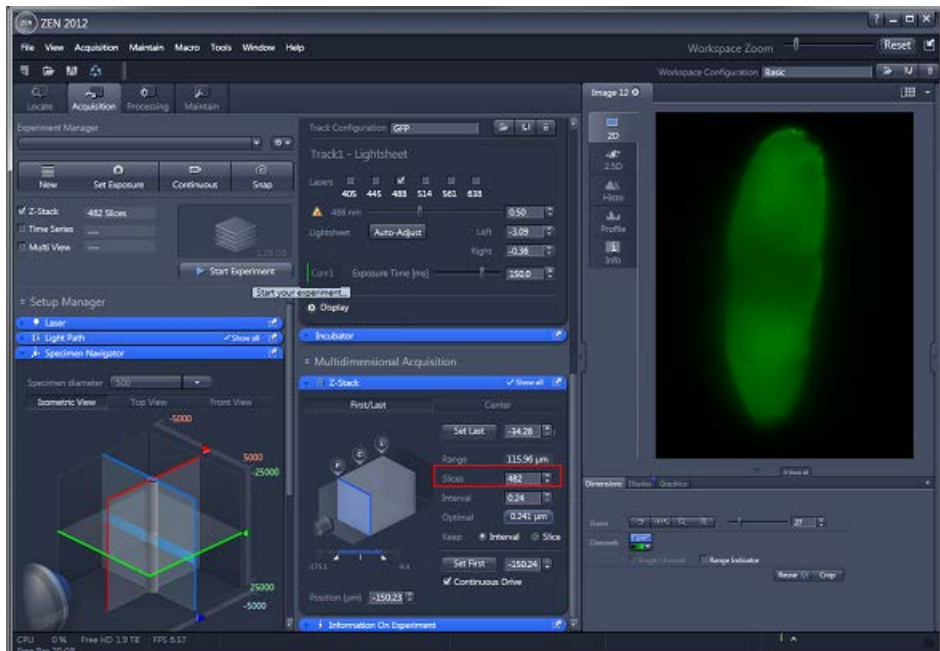 ZEN 2012
File View Acquisition Maintain Macro Tools Window Help
Workspace Zoom Reset
Workspace Configuration Basic
Locate Acquisition Processing Maintain
Experiment Manager
New Set Exposure Continuous Snap
Z-Stack 482 Slices
Time Series ---
Multi View ---
Start Experiment
Start your experiment...
Setup Manager
Laser
Light Path Show all
Specimen Navigator
Specimen diameter 500
Isometric View Top View Front View
-5000
5000
-25000
25000
-5000
CPU 0 % Free HD 1.9 TB FPS 6.57
Track Configuration GFP
Track1 - Lightsheet
Lasers
405 445 488 514 561 638
488 nm 0.50
Lightsheet Auto-Adjust Left -3.09
Right -0.36
Cam1 Exposure Time [ms] 150.0
Display
Incubator
Multidimensional Acquisition
Z-Stack Show all
First/Last Center
Set Last -34.28
F C L
Range 115.96 µm
Slices 482
Interval 0.24
Optimal 0.241 µm
Keep Interval Slice
Set First -150.24
Continuous Drive
Position [µm] -150.23
Information On Experiment
Image 12
2D
2.5D
Histo
Profile
Info
Show all
Dimensions Display Graphics
Zoom 27
Channels
Single Channel Range Indicator
Reuse Crop